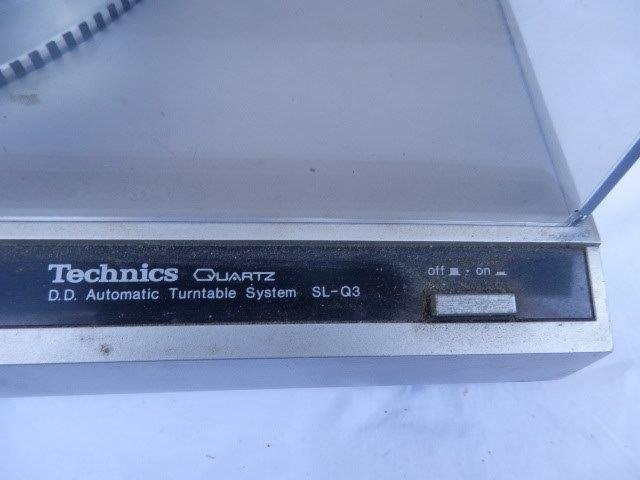 Technics QUARTZ
D.D. Automatic Turntable System SL-Q3
off · on